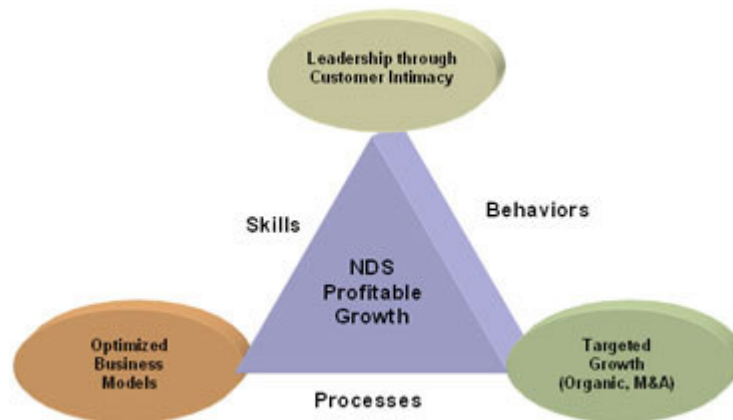 Leadership through
Customer Intimacy
Skills
Behaviors
NDS
Profitable
Growth
Optimized
Business
Models
Targeted
Growth
(Organic, M&A)
Processes